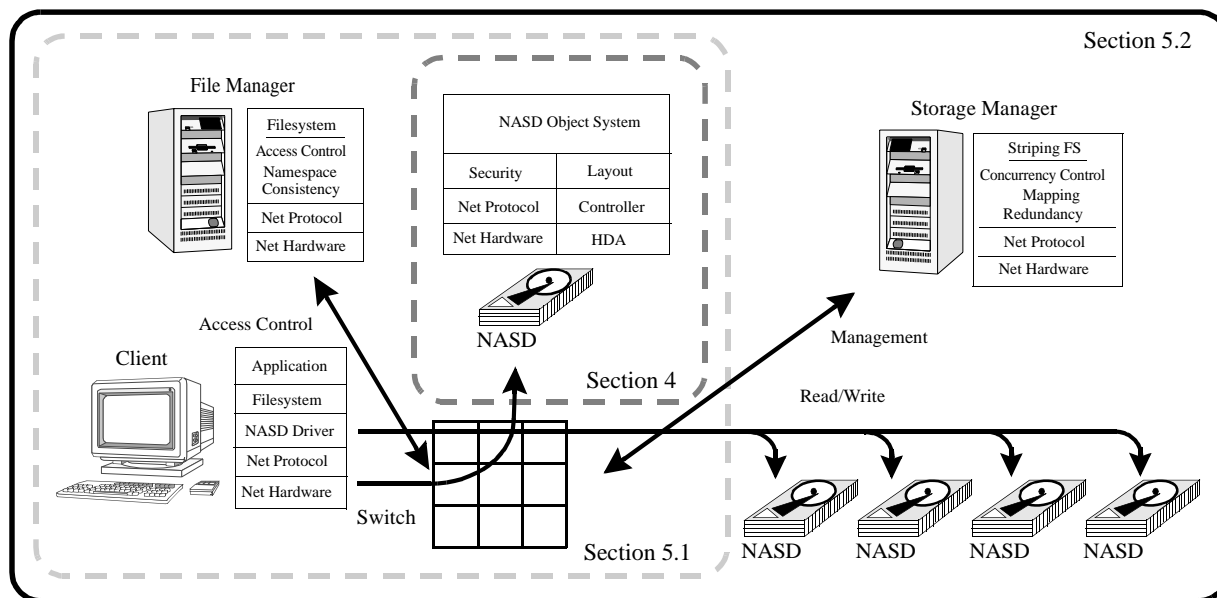 Section 5.2
File Manager
Filesystem
Access Control
Namespace
Consistency
Net Protocol
Net Hardware
NASD Object System
Security
Layout
Net Protocol
Controller
Net Hardware
HDA
NASD
Section 4
Storage Manager
Striping FS
Concurrency Control
Mapping
Redundancy
Net Protocol
Net Hardware
Access Control
Management
Client
Application
Filesystem
NASD Driver
Net Protocol
Net Hardware
Switch
Read/Write
Section 5.1
NASD
NASD
NASD
NASD